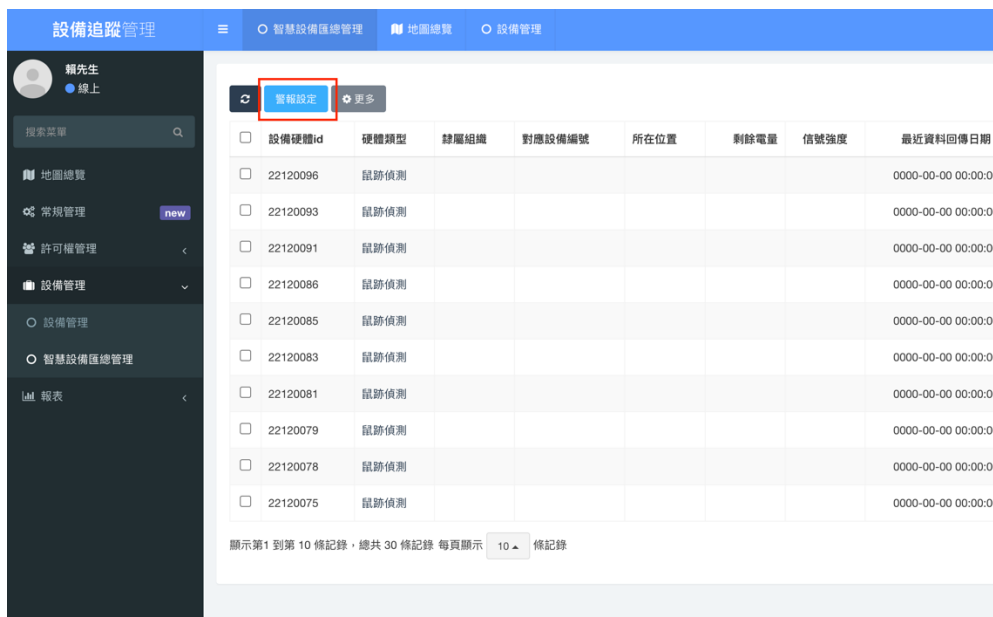 設備追蹤管理
智慧設備匯總管理 地圖總覽 設備管理
賴先生
線上
警報設定 更多
搜索菜單
設備硬體id 硬體類型 隸屬組織 對應設備編號 所在位置 剩餘電量 信號強度 最近資料回傳日期
地圖總覽
22120096 鼠跡偵測 0000-00-00 00:00:0
常規管理 new
22120093 鼠跡偵測 0000-00-00 00:00:0
許可權管理
22120091 鼠跡偵測 0000-00-00 00:00:0
設備管理
22120086 鼠跡偵測 0000-00-00 00:00:0
設備管理
22120085 鼠跡偵測 0000-00-00 00:00:0
智慧設備匯總管理
22120083 鼠跡偵測 0000-00-00 00:00:0
報表
22120081 鼠跡偵測 0000-00-00 00:00:0
22120079 鼠跡偵測 0000-00-00 00:00:0
22120078 鼠跡偵測 0000-00-00 00:00:0
22120075 鼠跡偵測 0000-00-00 00:00:0
顯示第1 到第 10 條記錄，總共 30 條記錄 每頁顯示 10 條記錄